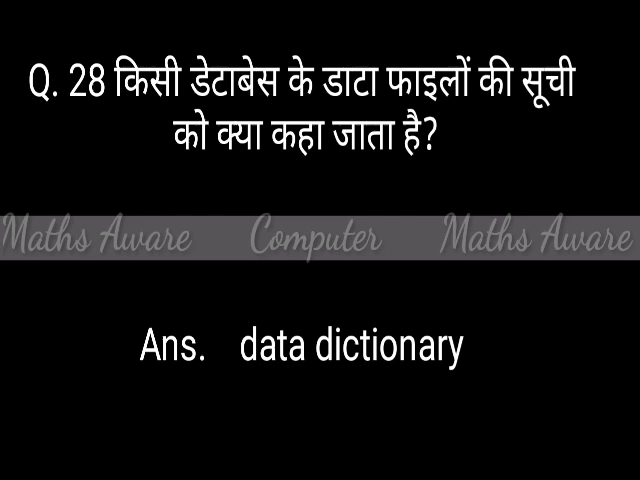 Q. 28 किसी डेटाबेस के डाटा फाइलों की सूची
को क्या कहा जाता है?
Maths Aware Computer Maths Aware
Ans. data dictionary